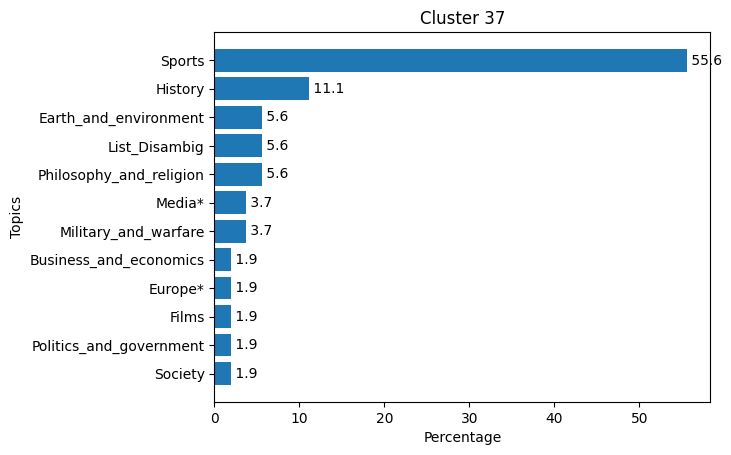 Cluster 37
Sports 55.6
History 11.1
Earth_and_environment 5.6
List_Disambig 5.6
Philosophy_and_religion 5.6
Media* 3.7
Military_and_warfare 3.7
Business_and_economics 1.9
Europe* 1.9
Films 1.9
Politics_and_government 1.9
Society 1.9
Topics
0 10 20 30 40 50
Percentage